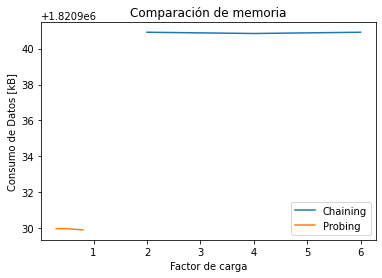 Comparación de memoria
+1.8209e6
Consumo de Datos [kB]
40
38
36
34
32
30
1 2 3 4 5 6
Factor de carga
Chaining
Probing